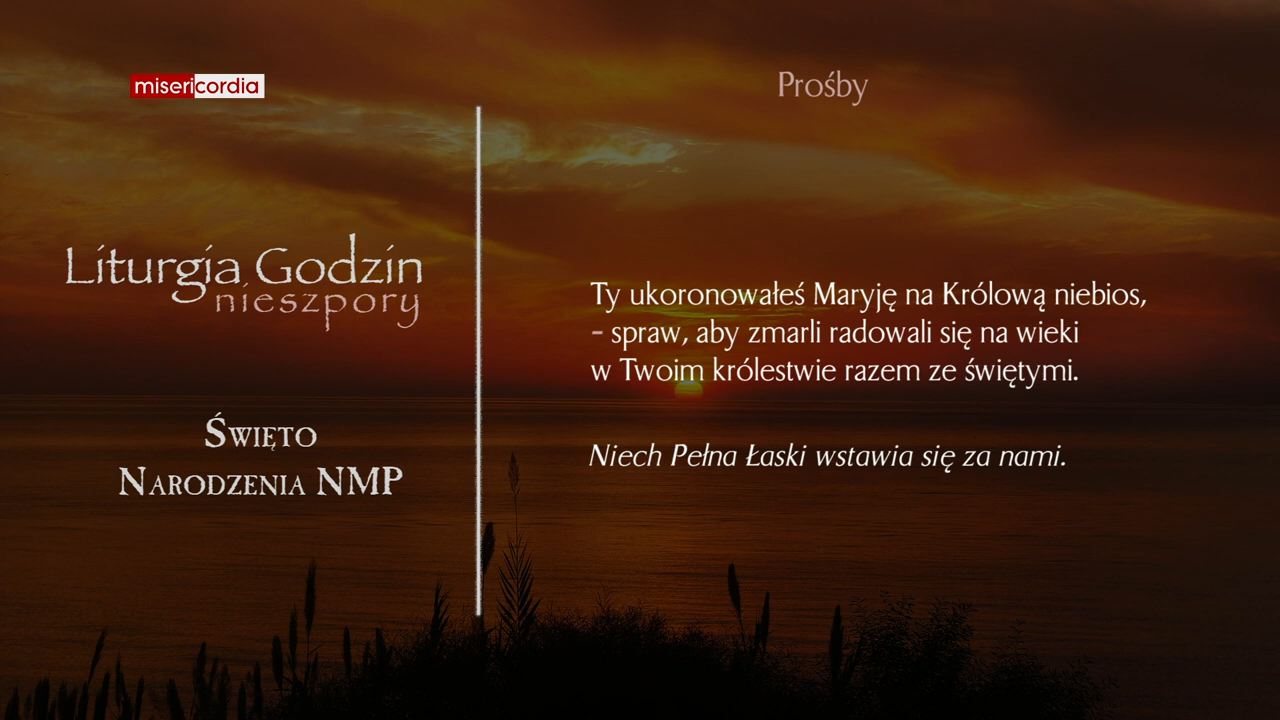 misericordia
Prośby
Liturgia Godzin
nieszpory
Święto
Narodzenia NMP
Ty ukoronowałeś Maryję na Królową niebios,
- spraw, aby zmarli radowali się na wieki
w Twoim królestwie razem ze świętymi.
Niech Pełna Łaski wstawia się za nami.